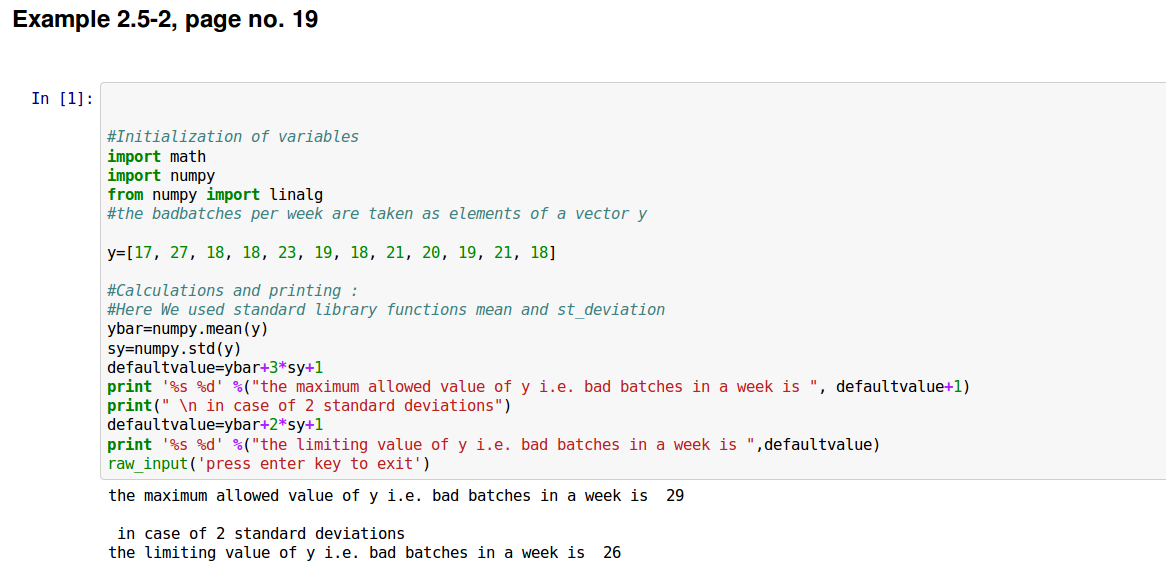 Example 2.5-2, page no. 19
In [1]:
#Initialization of variables
import math
import numpy
from numpy import linalg
#the badbatches per week are taken as elements of a vector y
y=[17, 27, 18, 18, 23, 19, 18, 21, 20, 19, 21, 18]
#Calculations and printing :
#Here We used standard library functions mean and st_deviation
ybar=numpy.mean(y)
sy=numpy.std(y)
defaultvalue=ybar+3*sy+1
print '%s %d' %("the maximum allowed value of y i.e. bad batches in a week is ", defaultvalue+1)
print(" \n in case of 2 standard deviations")
defaultvalue=ybar+2*sy+1
print '%s %d' %("the limiting value of y i.e. bad batches in a week is ",defaultvalue)
raw_input('press enter key to exit')
the maximum allowed value of y i.e. bad batches in a week is  29
 in case of 2 standard deviations
the limiting value of y i.e. bad batches in a week is  26